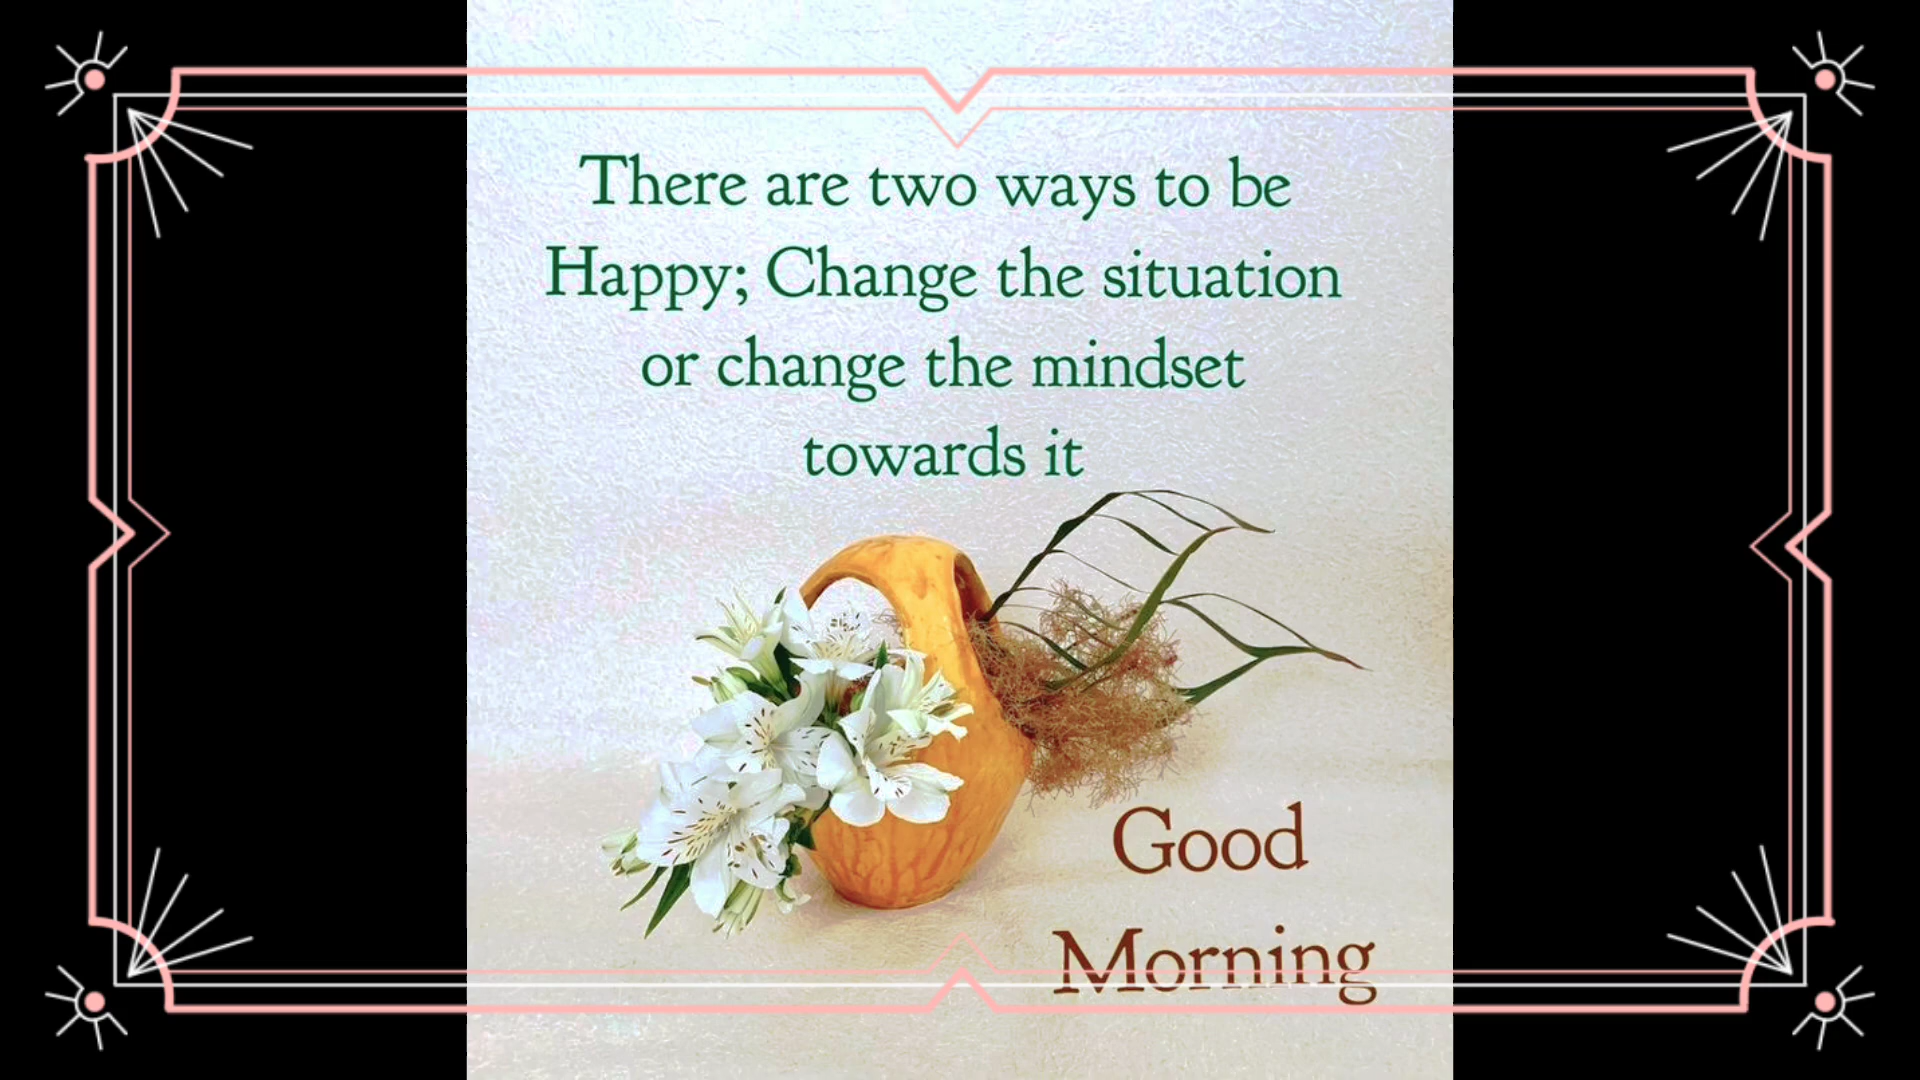 There are two ways to be
Happy; Change the situation
or change the mindset
towards it
Good
Morning